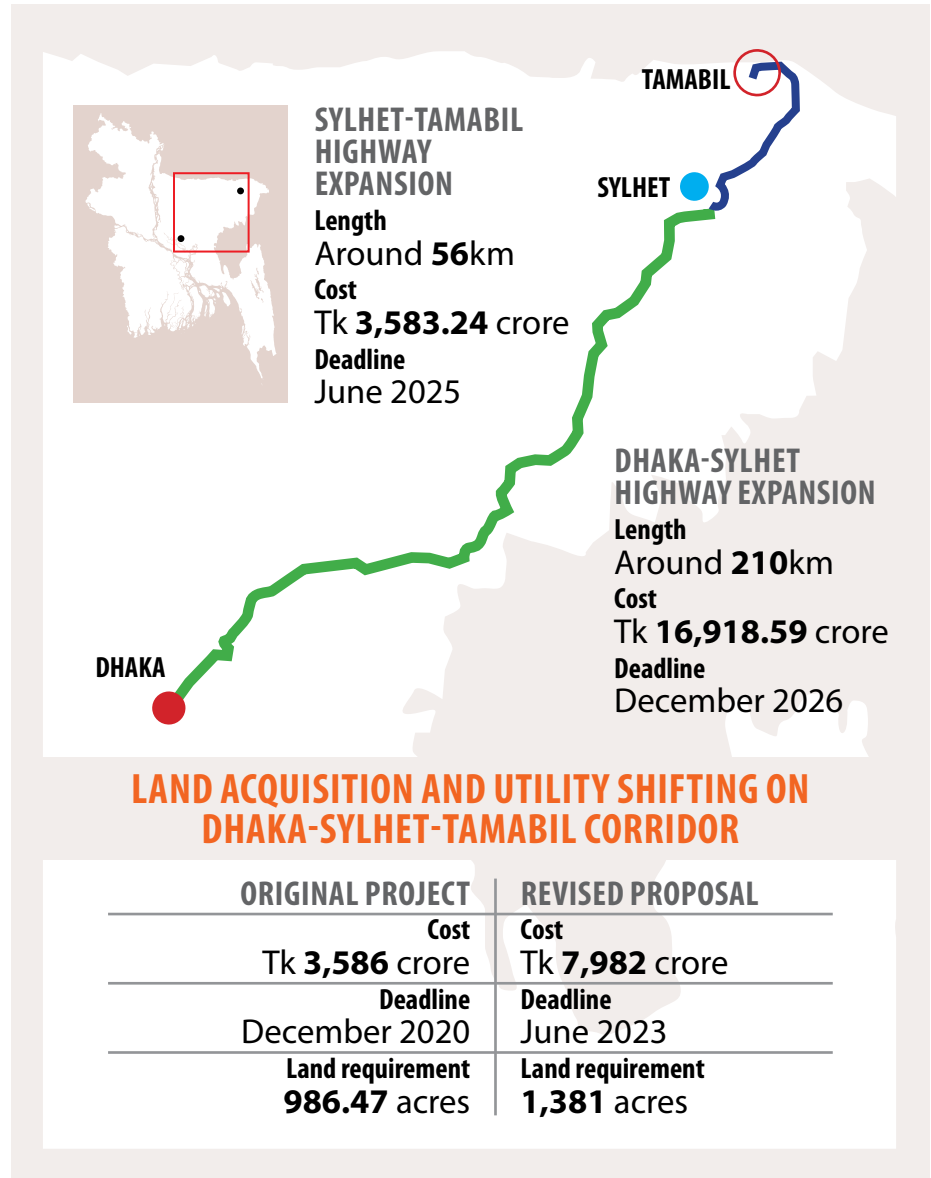 TAMABIL
SYLHET-TAMABIL
HIGHWAY
EXPANSION
Length
Around 56km
Cost
Tk 3,583.24 crore
Deadline
June 2025
SYLHET
DHAKA-SYLHET
HIGHWAY EXPANSION
Length
Around 210km
Cost
Tk 16,918.59 crore
Deadline
December 2026
DHAKA
LAND ACQUISITION AND UTILITY SHIFTING ON
DHAKA-SYLHET-TAMABIL CORRIDOR
ORIGINAL PROJECT
Cost
Tk 3,586 crore
Deadline
December 2020
Land requirement
986.47 acres
REVISED PROPOSAL
Cost
Tk 7,982 crore
Deadline
June 2023
Land requirement
1,381 acres